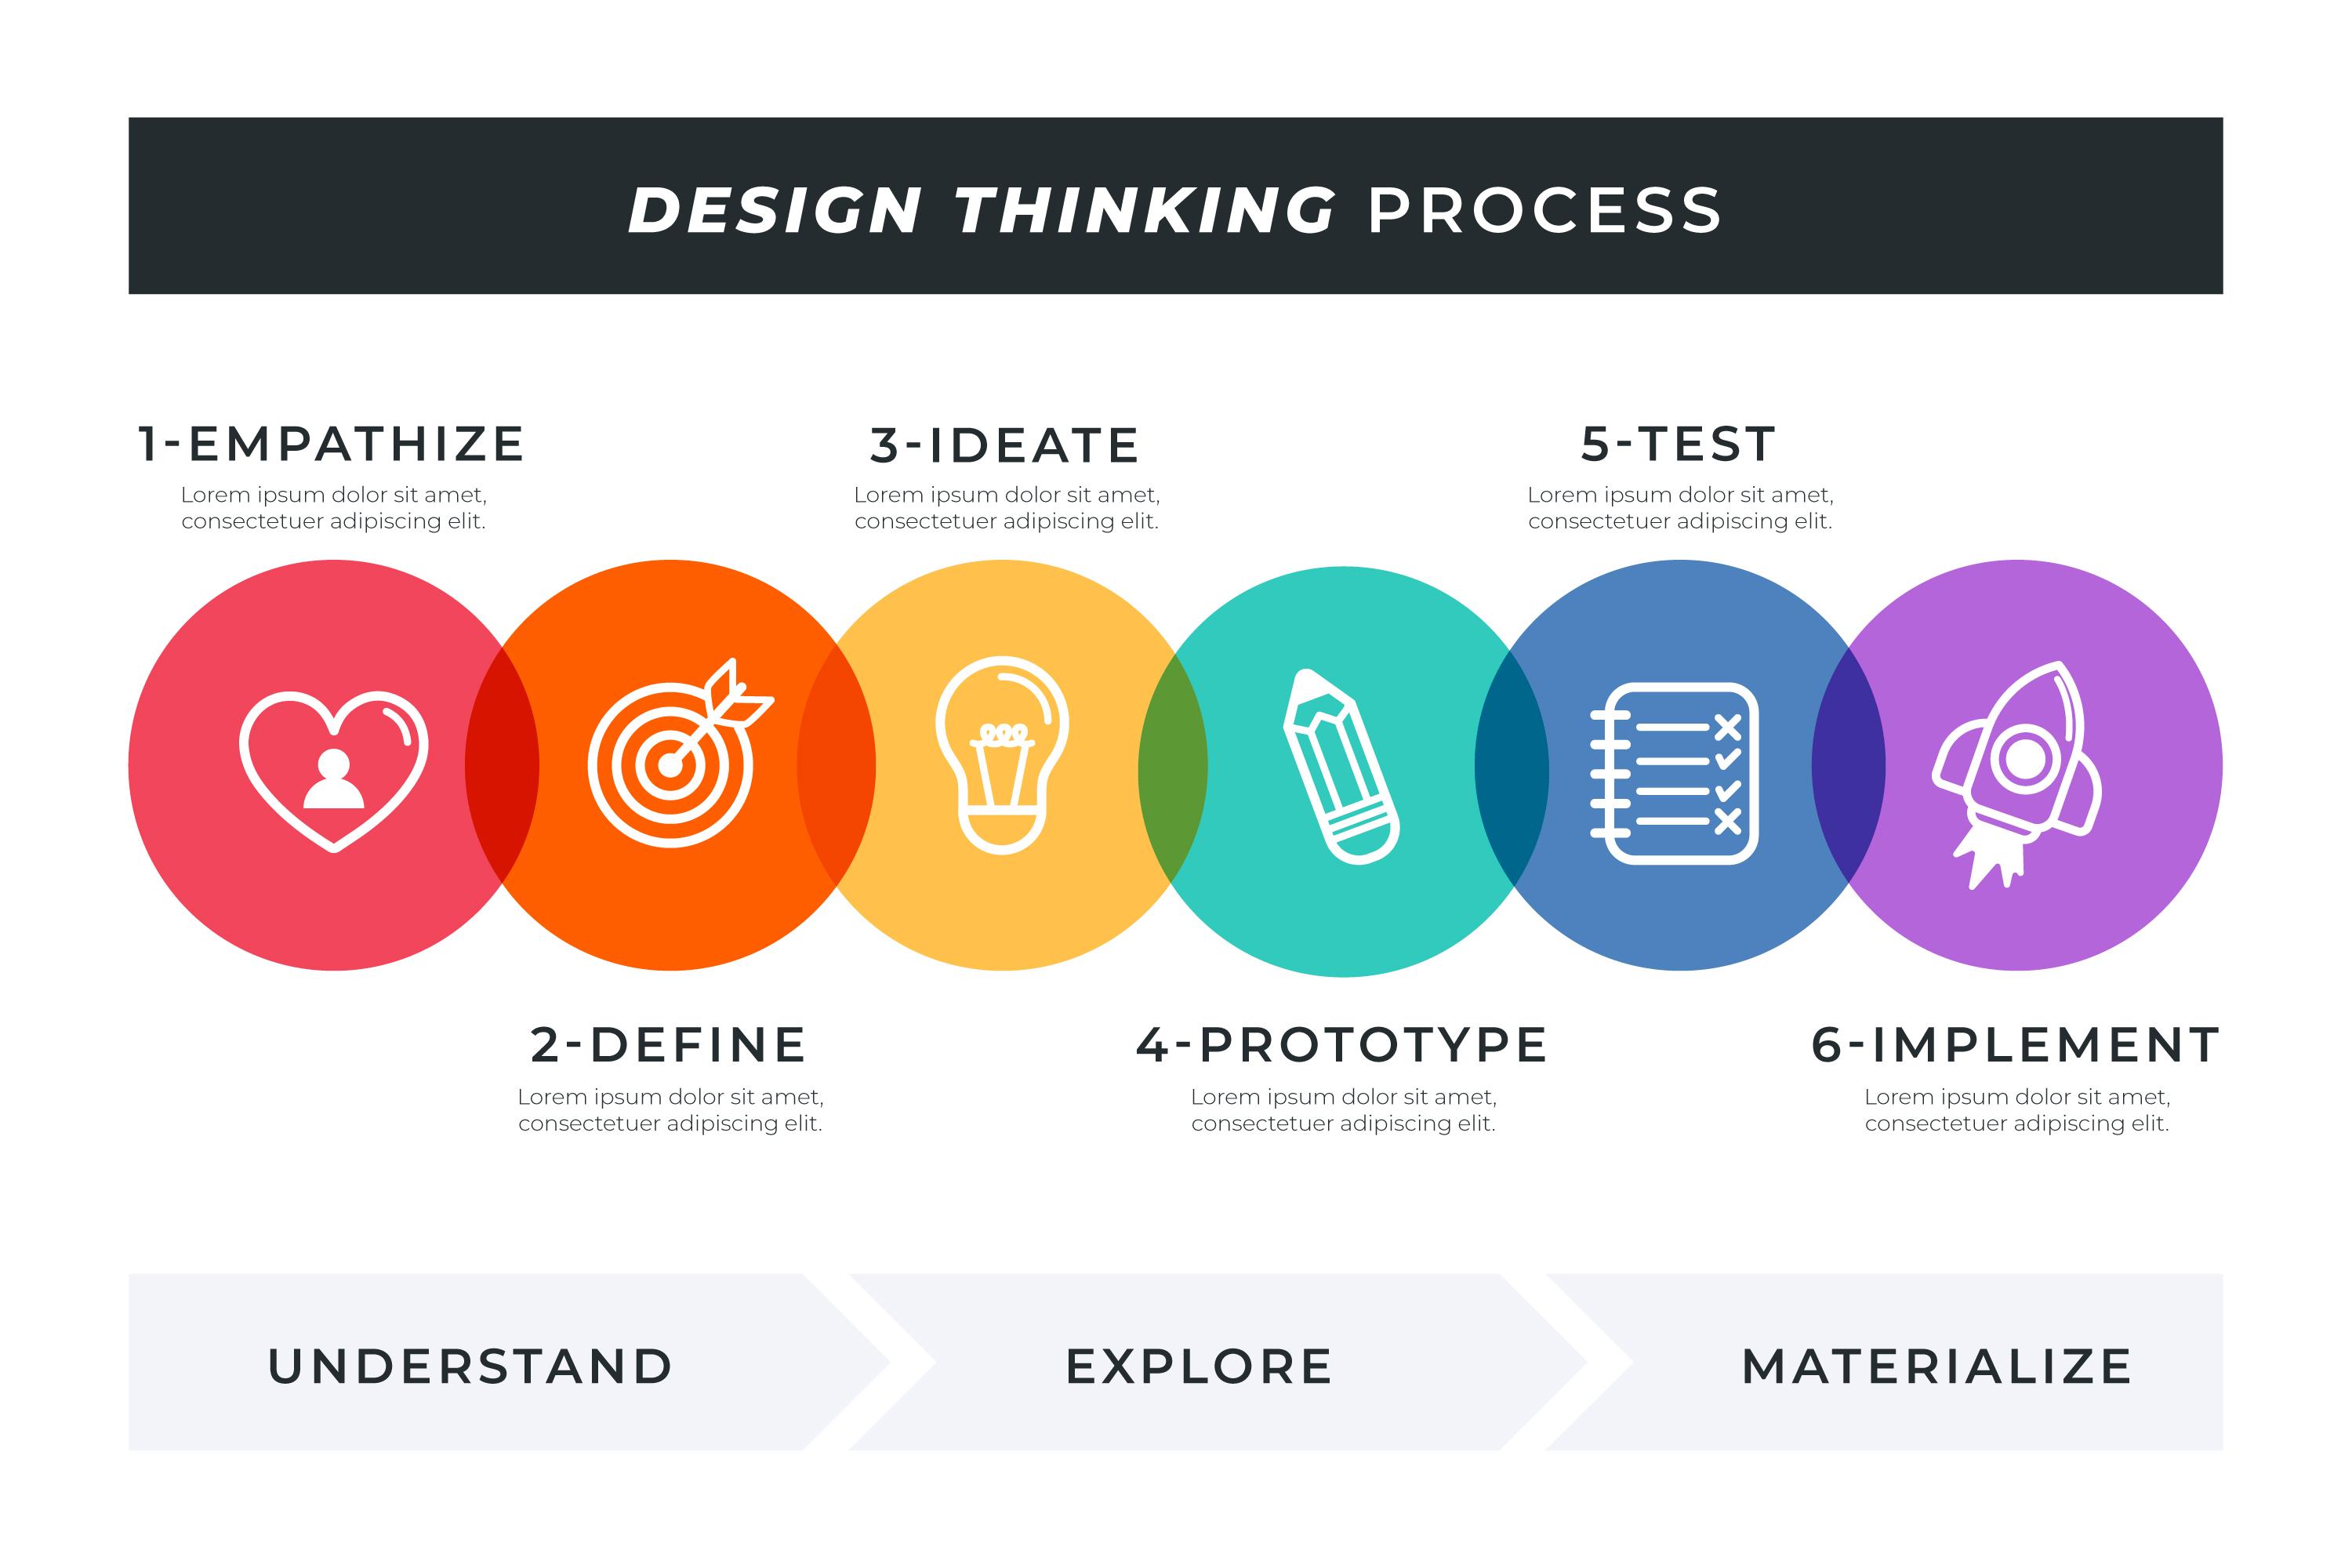 DESIGN THINKING PROCESS
1-EMPATHIZE
Lorem ipsum dolor sit amet,
consectetuer adipiscing elit.
3-IDEATE
Lorem ipsum dolor sit amet,
consectetuer adipiscing elit.
5-TEST
Lorem ipsum dolor sit amet,
consectetuer adipiscing elit.
2-DEFINE
Lorem ipsum dolor sit amet,
consectetuer adipiscing elit.
4-PROTOTYPE
Lorem ipsum dolor sit amet,
consectetuer adipiscing elit.
6-IMPLEMENT
Lorem ipsum dolor sit amet,
consectetuer adipiscing elit.
UNDERSTAND
EXPLORE
MATERIALIZE